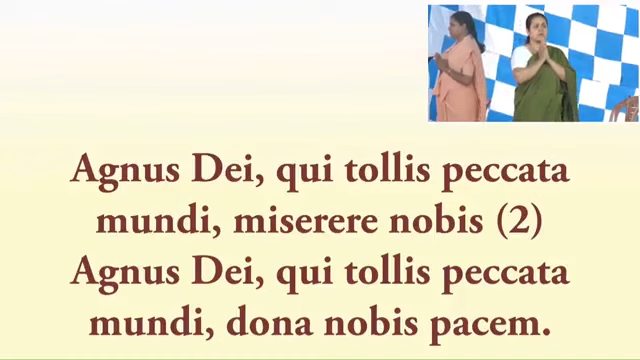 Agnus Dei, qui tollis peccata
mundi, miserere nobis (2)
Agnus Dei, qui tollis peccata
mundi, dona nobis pacem.